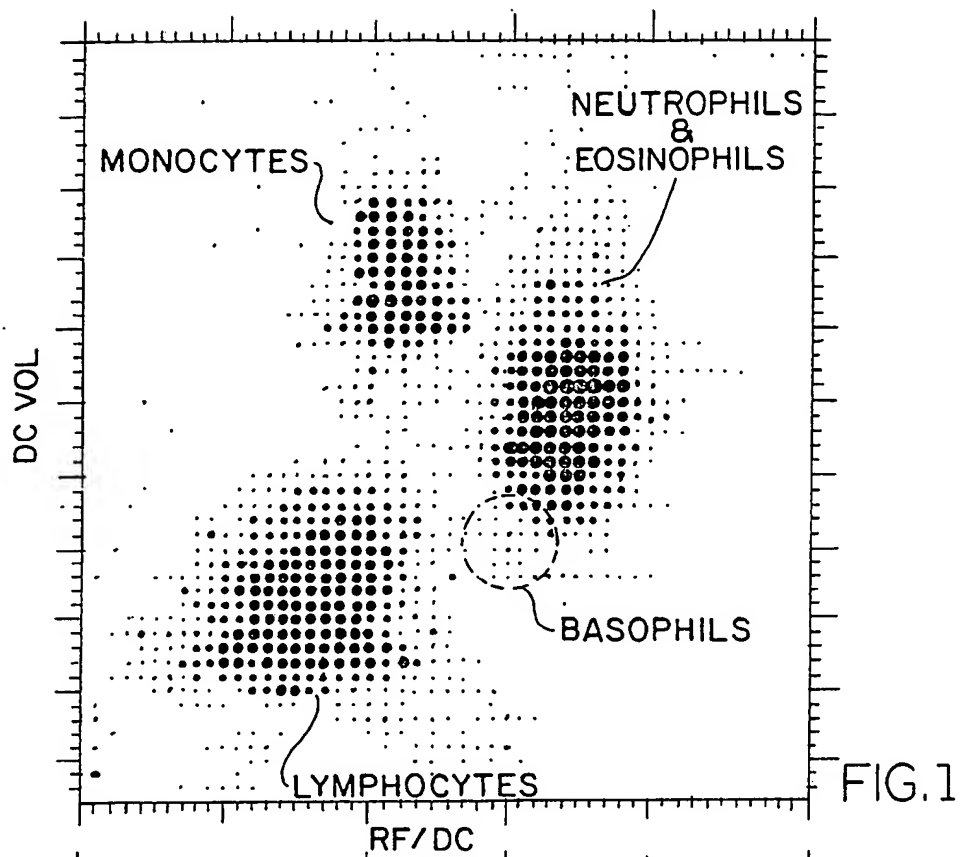 NEUTROPHILS
&
EOSINOPHILS
MONOCYTES
DC VOL
BASOPHILS
LYMPHOCYTES
RF/DC
FIG.1